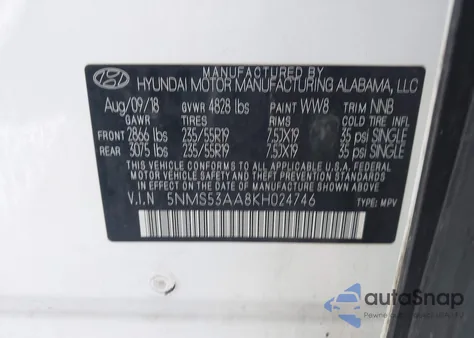 MANUFACTURED BY
HYUNDAI MOTOR MANUFACTURING ALABAMA, LLC
Aug/09/18 GVWR 4828 lbs PAINT WW8 TRIM NNB
GAWR TIRES RIMS
FRONT 2866 lbs 235/55R19 7.5JX19 35 psi SINGLE
REAR 3075 lbs 235/55R19 7.5JX19 35 psi SINGLE
THIS VEHICLE CONFORMS TO ALL APPLICABLE
FEDERAL MOTOR VEHICLE SAFETY AND THEFT PREVENTION
STANDARDS IN EFFECT ON THE DATE OF MANUFACTURE SHOWN ABOVE.
V.I.N 5NMS53AA8KH024746
TYPE: MPV
autoSnap